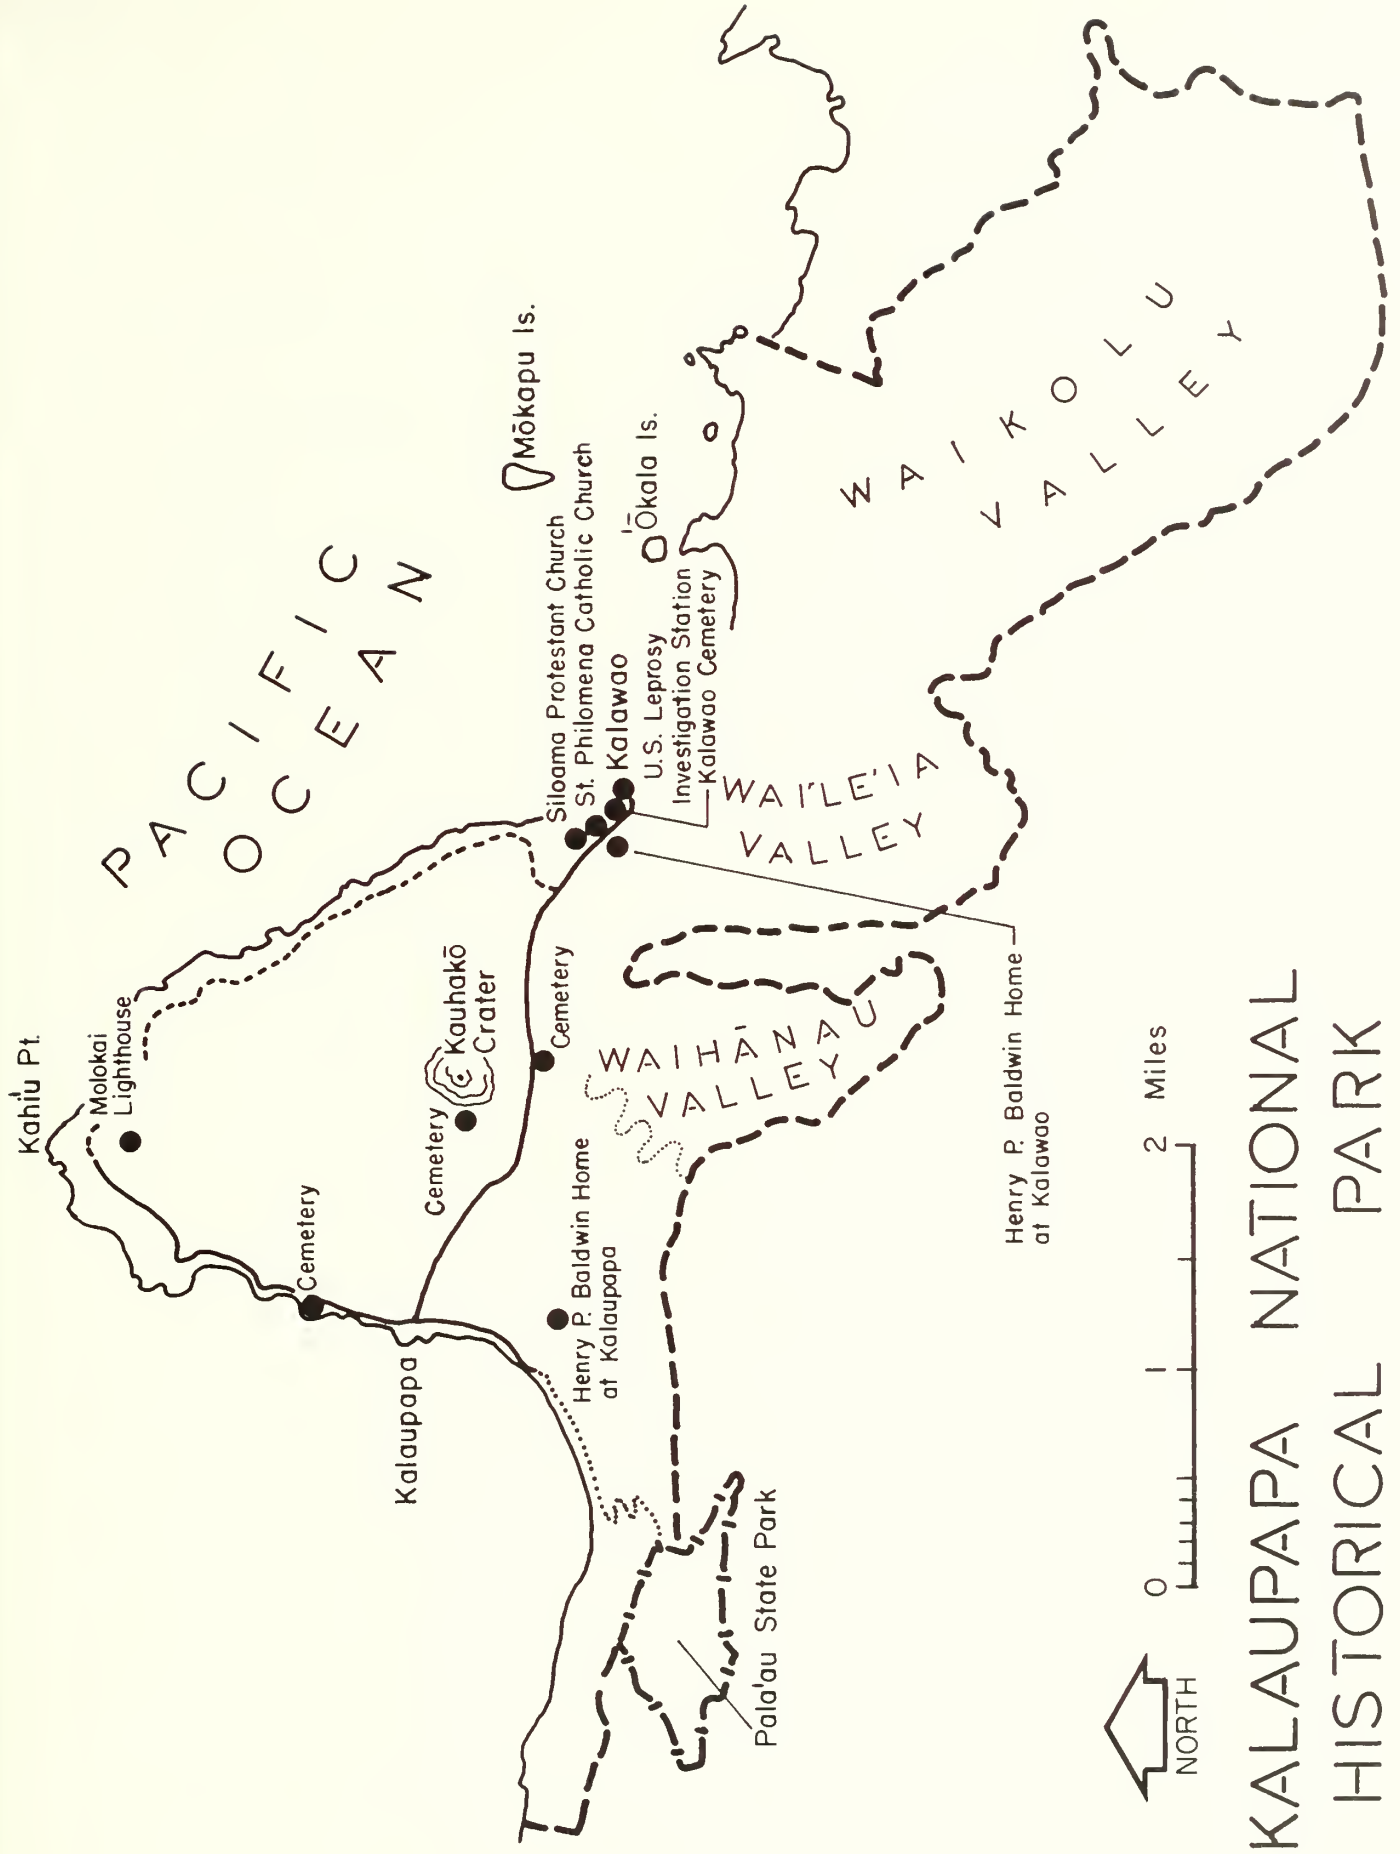 PACIFIC
OCEAN
Kahi'u Pt.
Molokai
Lighthouse
Cemetery
Kalaupapa
Cemetery
Kauhakō
Crater
Cemetery
Henry P. Baldwin Home
at Kalaupapa
Mōkapu Is.
Siloama Protestant Church
St. Philomena Catholic Church
Kalawao
'Ōkala Is.
U.S. Leprosy
Investigation Station
Kalawao Cemetery
WAI'LE'IA
VALLEY
WAIHĀNAU
VALLEY
WAIKOLU
VALLEY
Pala'au State Park
Henry P. Baldwin Home
at Kalawao
NORTH
0 1 2 Miles
KALAUPAPA NATIONAL
HISTORICAL PARK